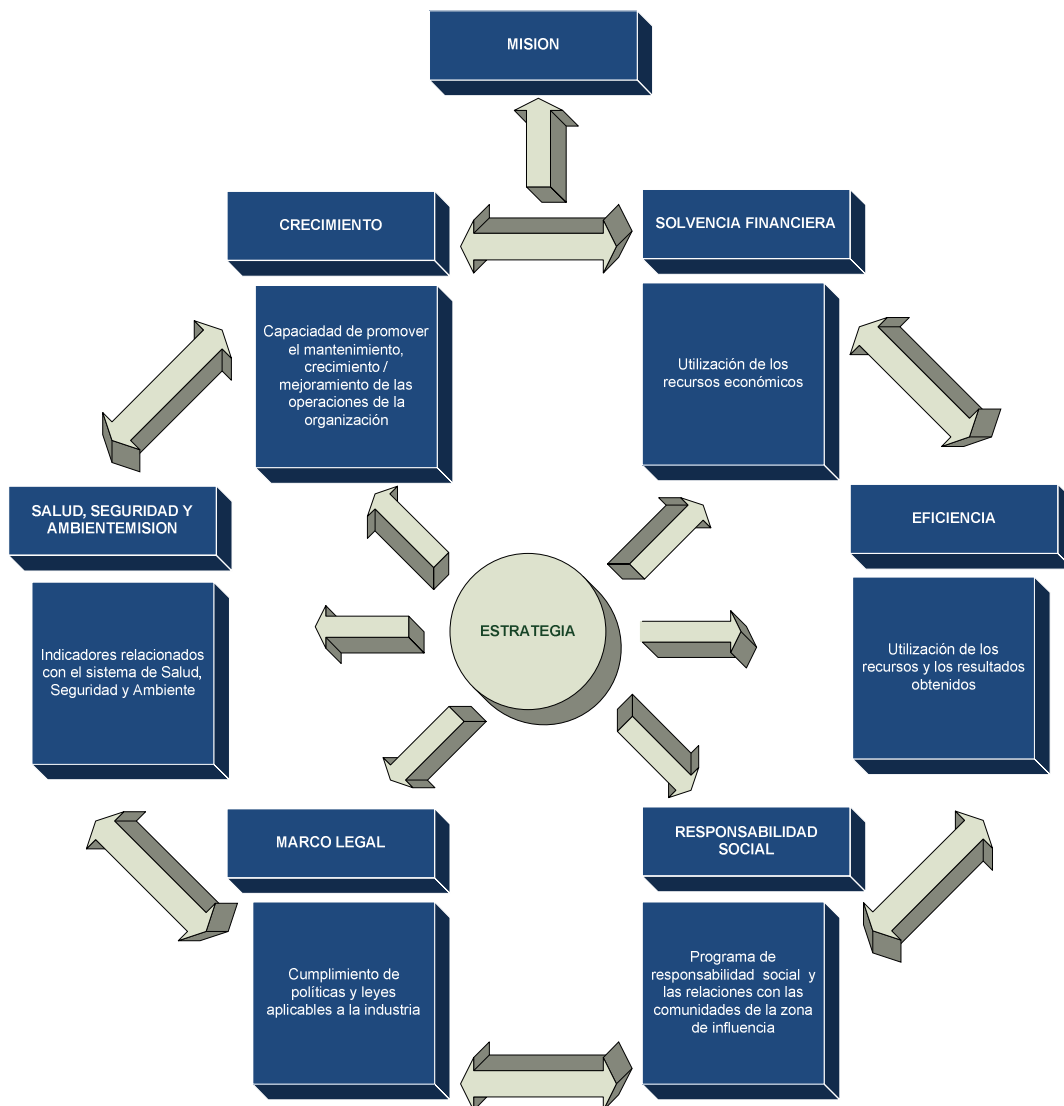 MISION
CRECIMIENTO
SOLVENCIA FINANCIERA
Capaciadad de promover
el mantenimiento,
crecimiento /
mejoramiento de las
operaciones de la
organización
Utilización de los
recursos económicos
SALUD, SEGURIDAD Y
AMBIENTEMISION
EFICIENCIA
Indicadores relacionados
con el sistema de Salud,
Seguridad y Ambiente
ESTRATEGIA
Utilización de los
recursos y los resultados
obtenidos
MARCO LEGAL
RESPONSABILIDAD
SOCIAL
Cumplimiento de
políticas y leyes
aplicables a la industria
Programa de
responsabilidad social y
las relaciones con las
comunidades de la zona
de influencia